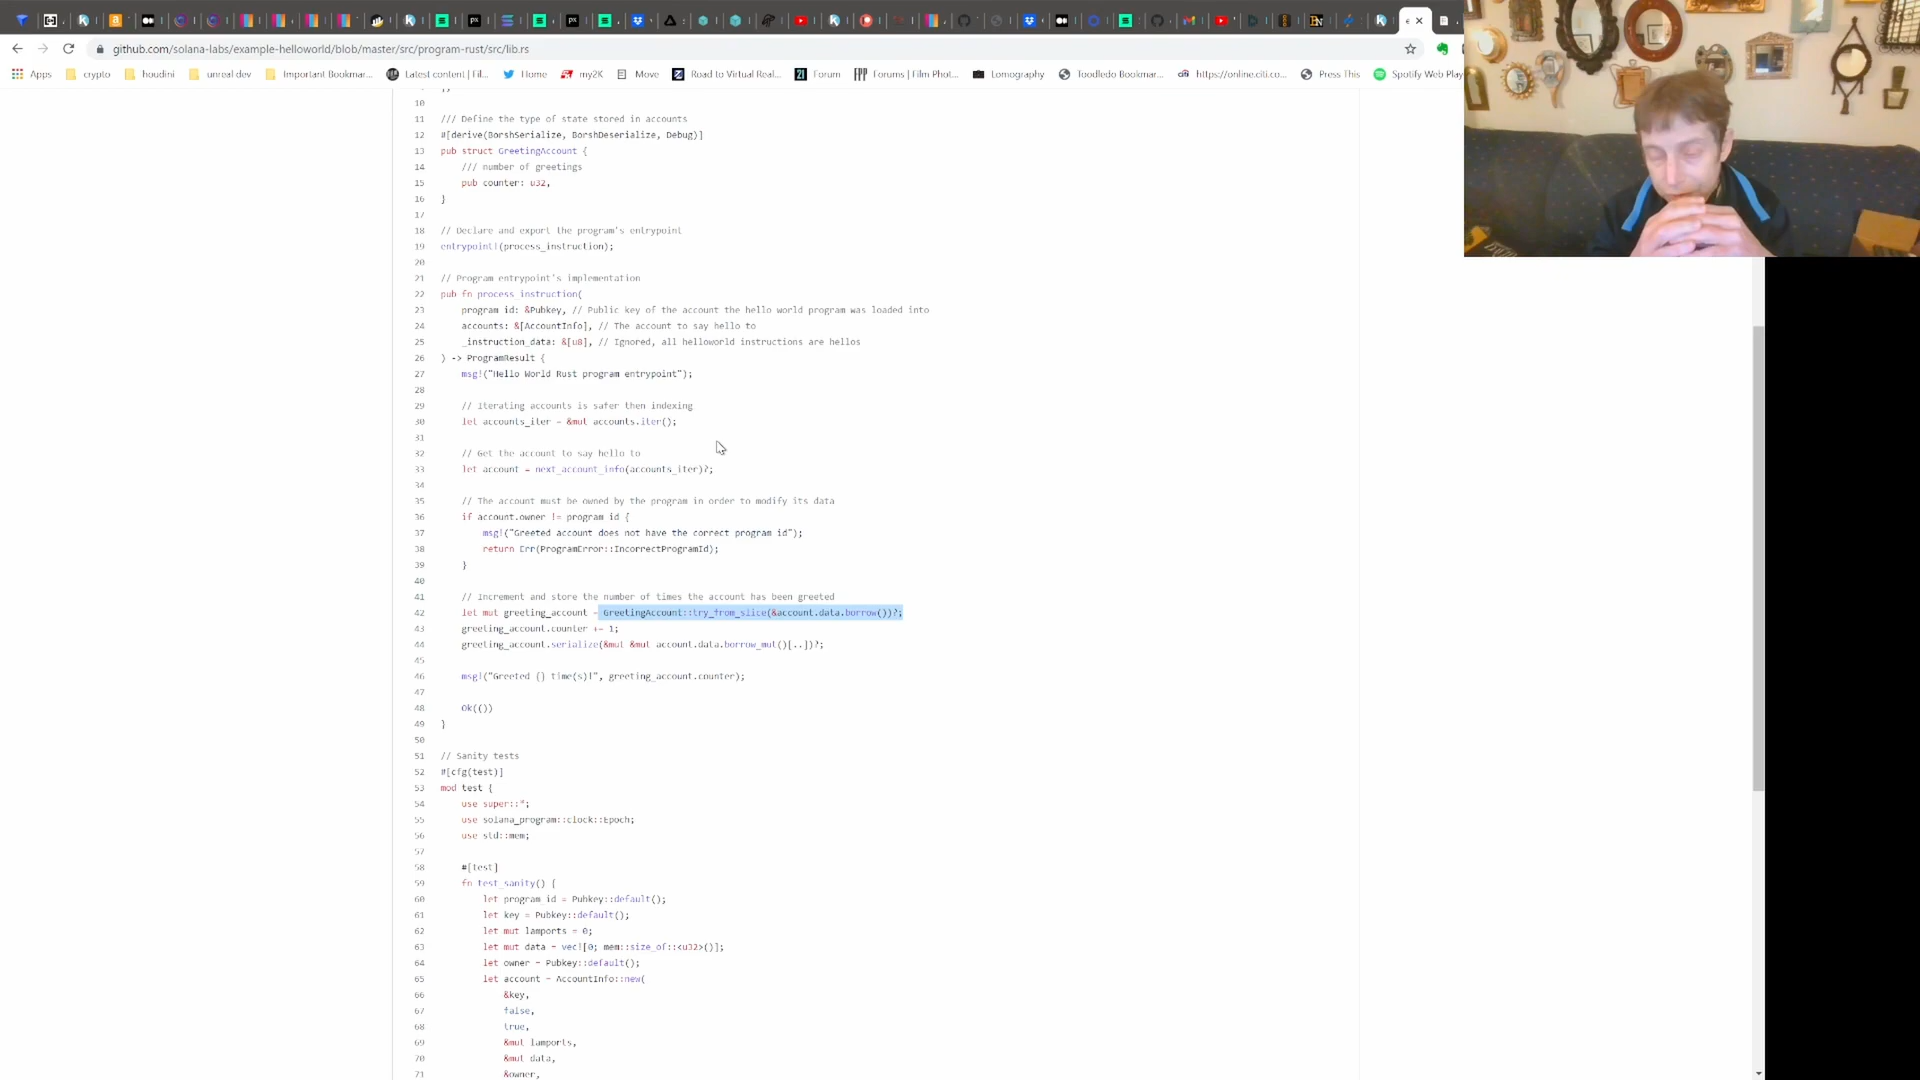 github.com/solana-labs/example-helloworld/blob/master/src/program-rust/src/lib.rs
Apps crypto houdini unreal dev Important Bookmar... Latest content | Fil... Home my2K Move Road to Virtual Real... Forum Forums | Film Phot... Lomography Toodledo Bookmar... https://online.citi.co... Press This Spotify Web Play
10
11 /// Define the type of state stored in accounts
12 #[derive(BorshSerialize, BorshDeserialize, Debug)]
13 pub struct GreetingAccount {
14 /// number of greetings
15 pub counter: u32,
16 }
17
18 // Declare and export the program's entrypoint
19 entrypoint!(process_instruction);
20
21 // Program entrypoint's implementation
22 pub fn process_instruction(
23 program_id: &Pubkey, // Public key of the account the hello world program was loaded into
24 accounts: &[AccountInfo], // The account to say hello to
25 _instruction_data: &[u8], // Ignored, all helloworld instructions are hellos
26 ) -> ProgramResult {
27 msg!("Hello World Rust program entrypoint");
28
29 // Iterating accounts is safer then indexing
30 let accounts_iter = &mut accounts.iter();
31
32 // Get the account to say hello to
33 let account = next_account_info(accounts_iter)?;
34
35 // The account must be owned by the program in order to modify its data
36 if account.owner != program_id {
37 msg!("Greeted account does not have the correct program id");
38 return Err(ProgramError::IncorrectProgramId);
39 }
40
41 // Increment and store the number of times the account has been greeted
42 let mut greeting_account = GreetingAccount::try_from_slice(&account.data.borrow())?;
43 greeting_account.counter += 1;
44 greeting_account.serialize(&mut &mut account.data.borrow_mut()[..])?;
45
46 msg!("Greeted {} time(s)!", greeting_account.counter);
47
48 Ok(())
49 }
50
51 // Sanity tests
52 #[cfg(test)]
53 mod test {
54 use super::*;
55 use solana_program::clock::Epoch;
56 use std::mem;
57
58 #[test]
59 fn test_sanity() {
60 let program_id = Pubkey::default();
61 let key = Pubkey::default();
62 let mut lamports = 0;
63 let mut data = vec![0; mem::size_of::<u32>()];
64 let owner = Pubkey::default();
65 let account = AccountInfo::new(
66 &key,
67 false,
68 true,
69 &mut lamports,
70 &mut data,
71 &owner,